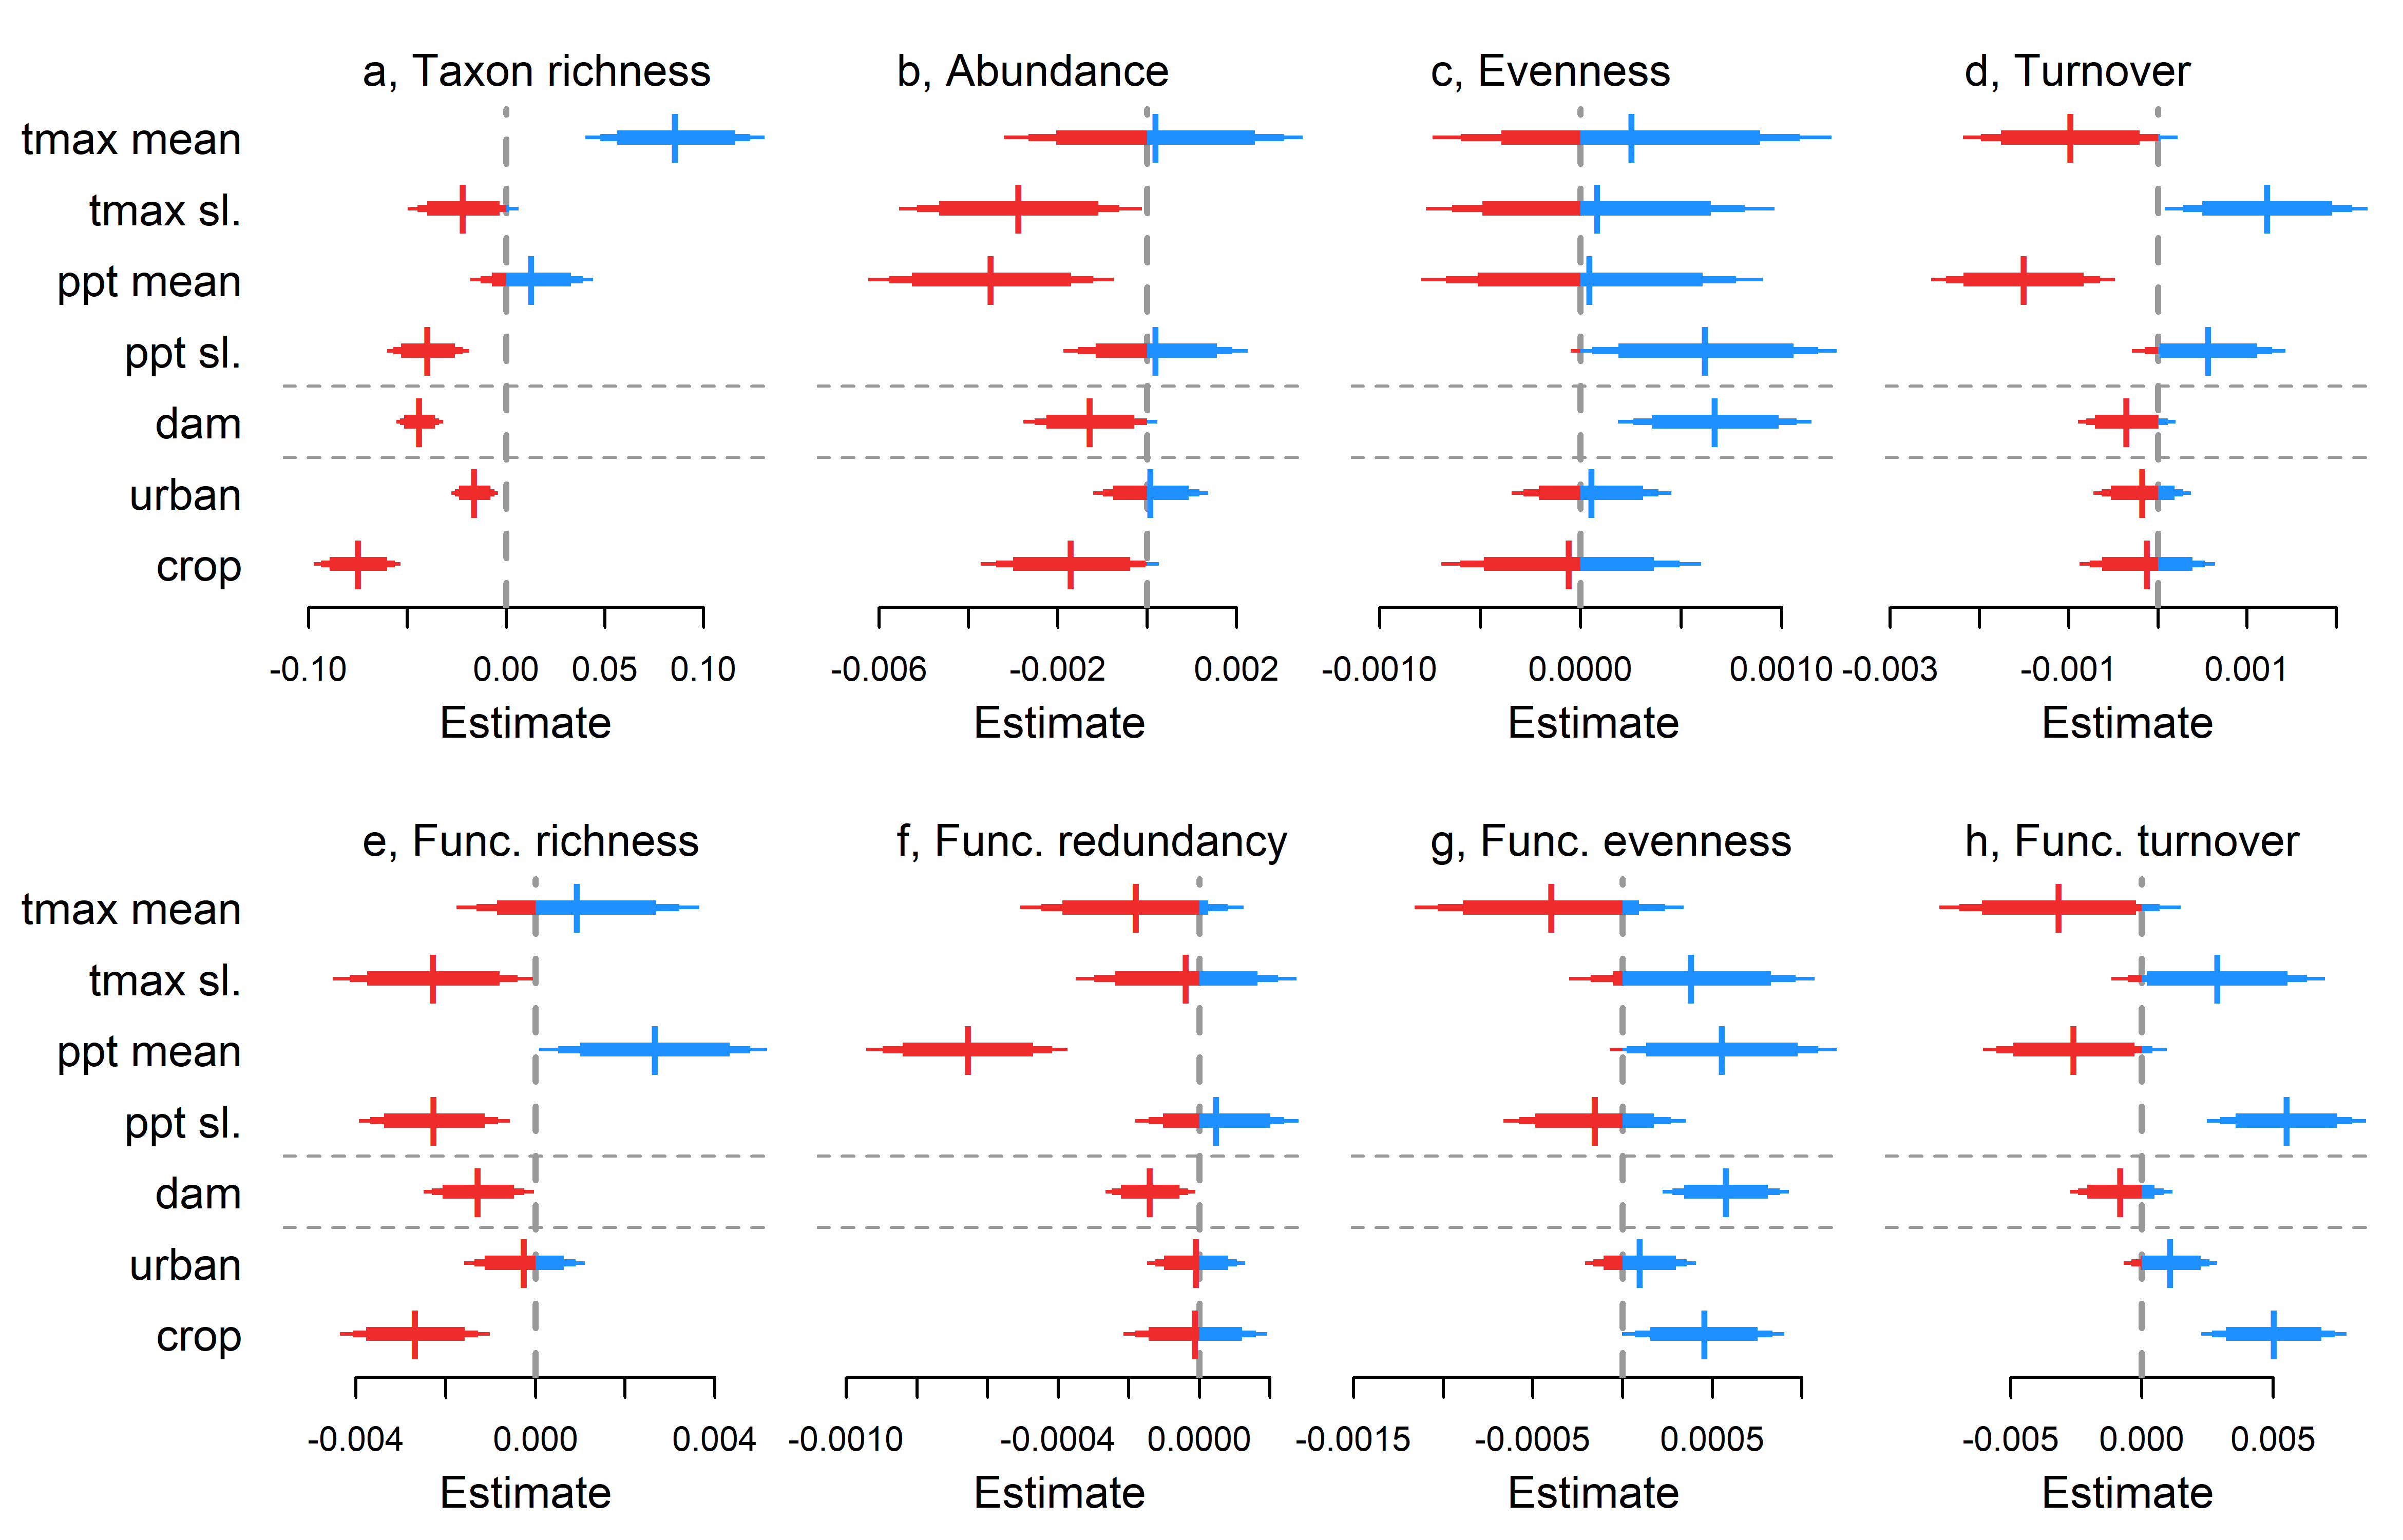 a, Taxon richness
b, Abundance
c, Evenness
d, Turnover
tmax mean
tmax sl.
ppt mean
ppt sl.
dam
urban
crop
-0.10 0.00 0.05 0.10
-0.006 -0.002 0.002
-0.0010 0.0000 0.0010
-0.003 -0.001 0.001
Estimate
Estimate
Estimate
Estimate
e, Func. richness
f, Func. redundancy
g, Func. evenness
h, Func. turnover
tmax mean
tmax sl.
ppt mean
ppt sl.
dam
urban
crop
-0.004 0.000 0.004
-0.0010 -0.0004 0.0000
-0.0015 -0.0005 0.0005
-0.005 0.000 0.005
Estimate
Estimate
Estimate
Estimate